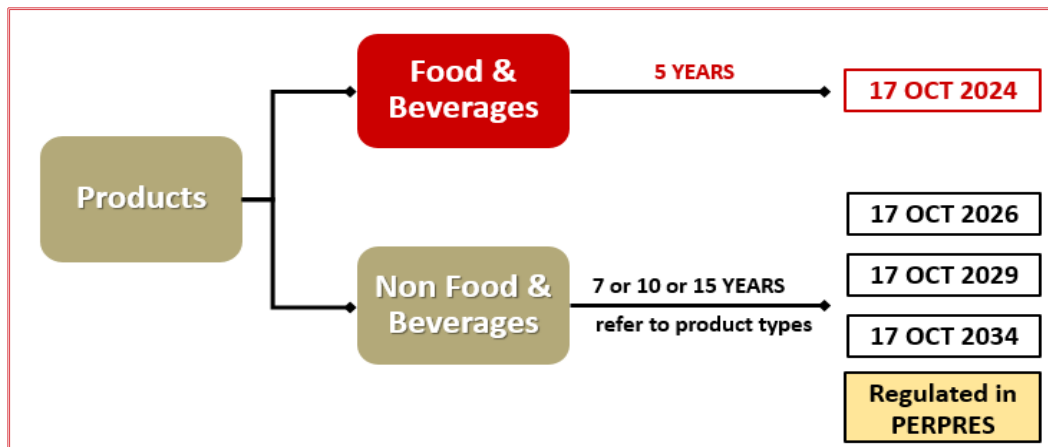 Products
Food &
Beverages
5 YEARS
17 OCT 2024
Non Food &
Beverages
7 or 10 or 15 YEARS
refer to product types
17 OCT 2026
17 OCT 2029
17 OCT 2034
Regulated in
PERPRES